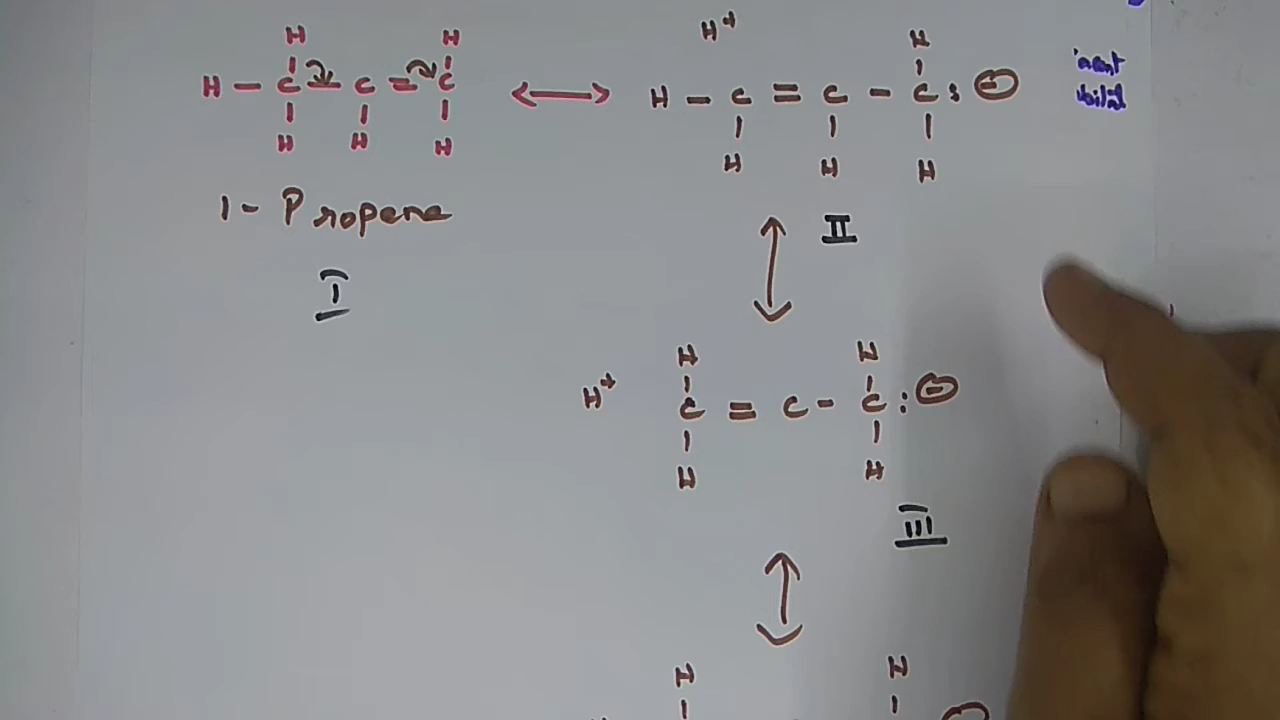 H H H⁺ H
H - C - C = C H - C = C - C : ⊖
H H H H H H
1 - Propene
I
II
H H
H⁺ C = C - C : ⊖
H H
III
H H